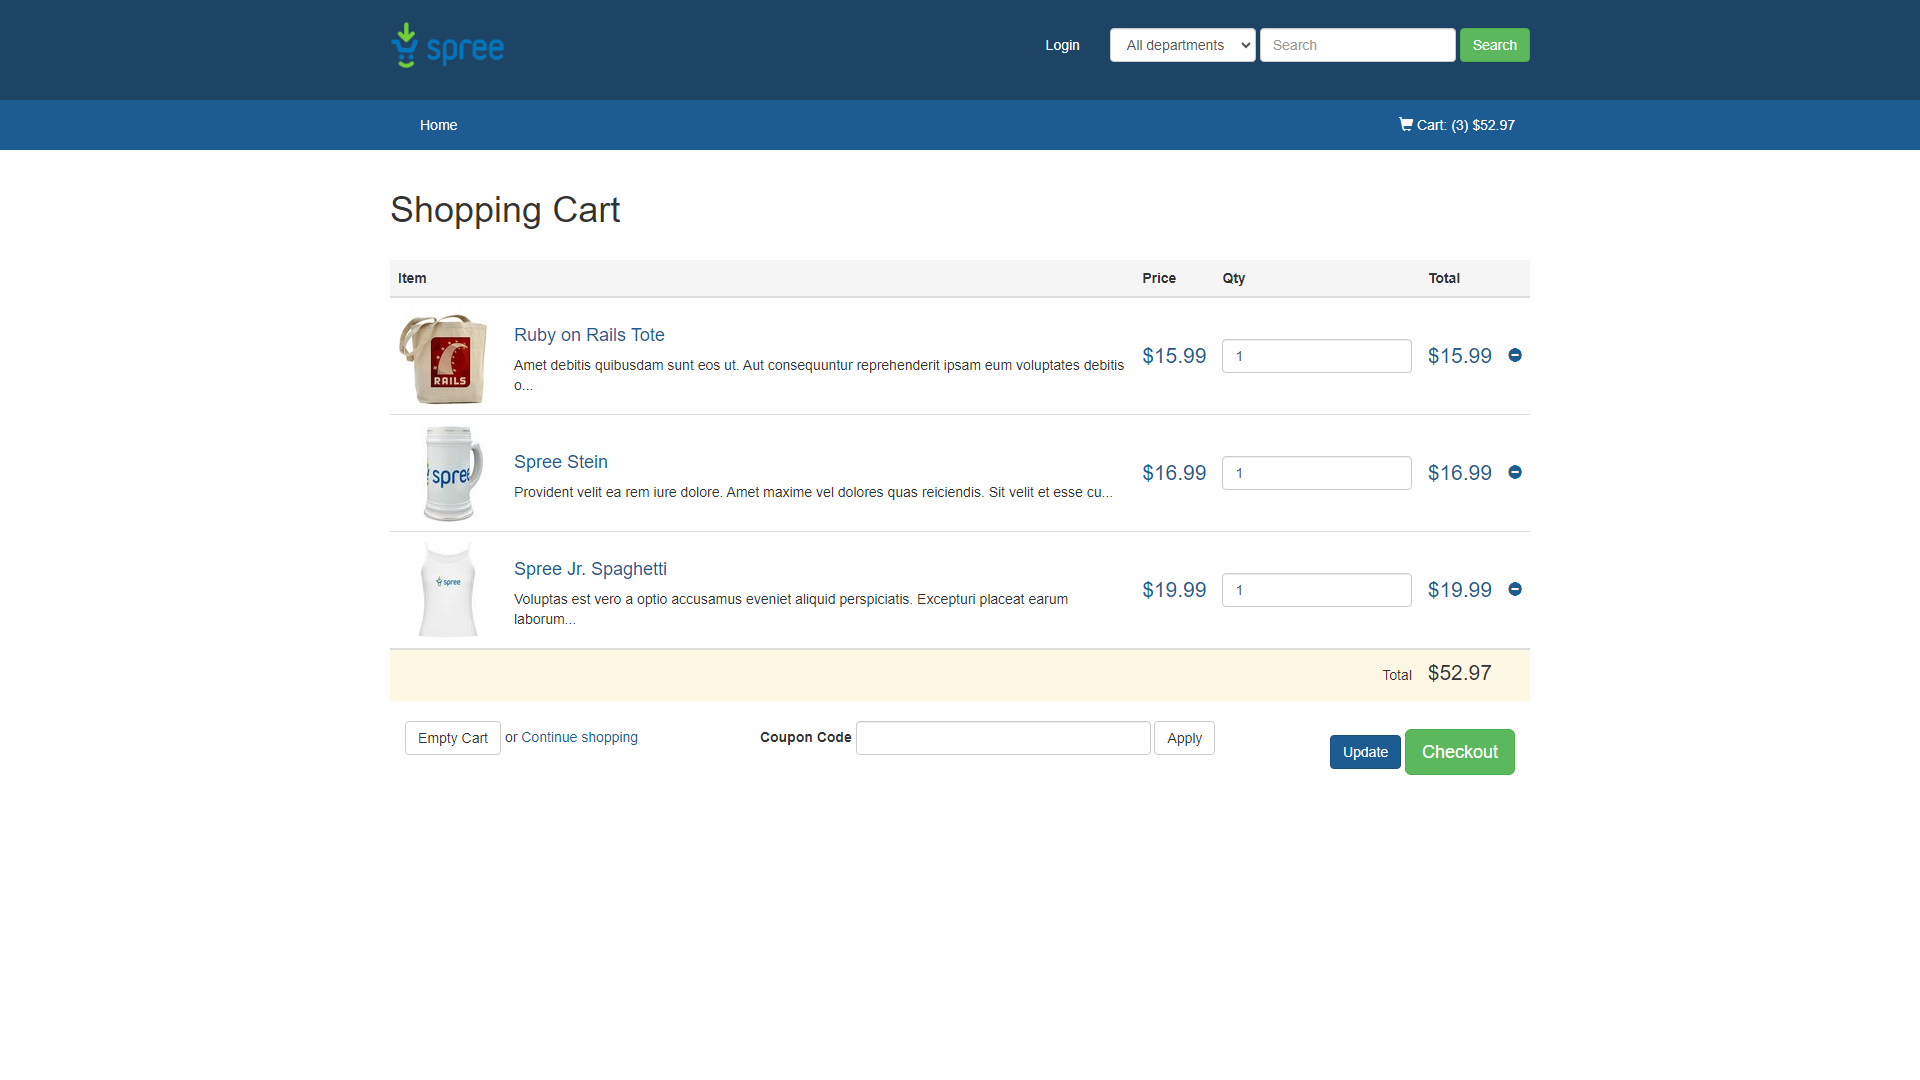 spree
Login
All departments
Search
Search
Home
Cart: (3) $52.97
Shopping Cart
Item Price Qty Total
RAILS
Ruby on Rails Tote
Amet debitis quibusdam sunt eos ut. Aut consequuntur reprehenderit ipsam eum voluptates debitis
o...
$15.99 1 $15.99
spree
Spree Stein
Provident velit ea rem iure dolore. Amet maxime vel dolores quas reiciendis. Sit velit et esse cu...
$16.99 1 $16.99
spree
Spree Jr. Spaghetti
Voluptas est vero a optio accusamus eveniet aliquid perspiciatis. Excepturi placeat earum
laborum...
$19.99 1 $19.99
Total $52.97
Empty Cart or Continue shopping
Coupon Code Apply
Update Checkout